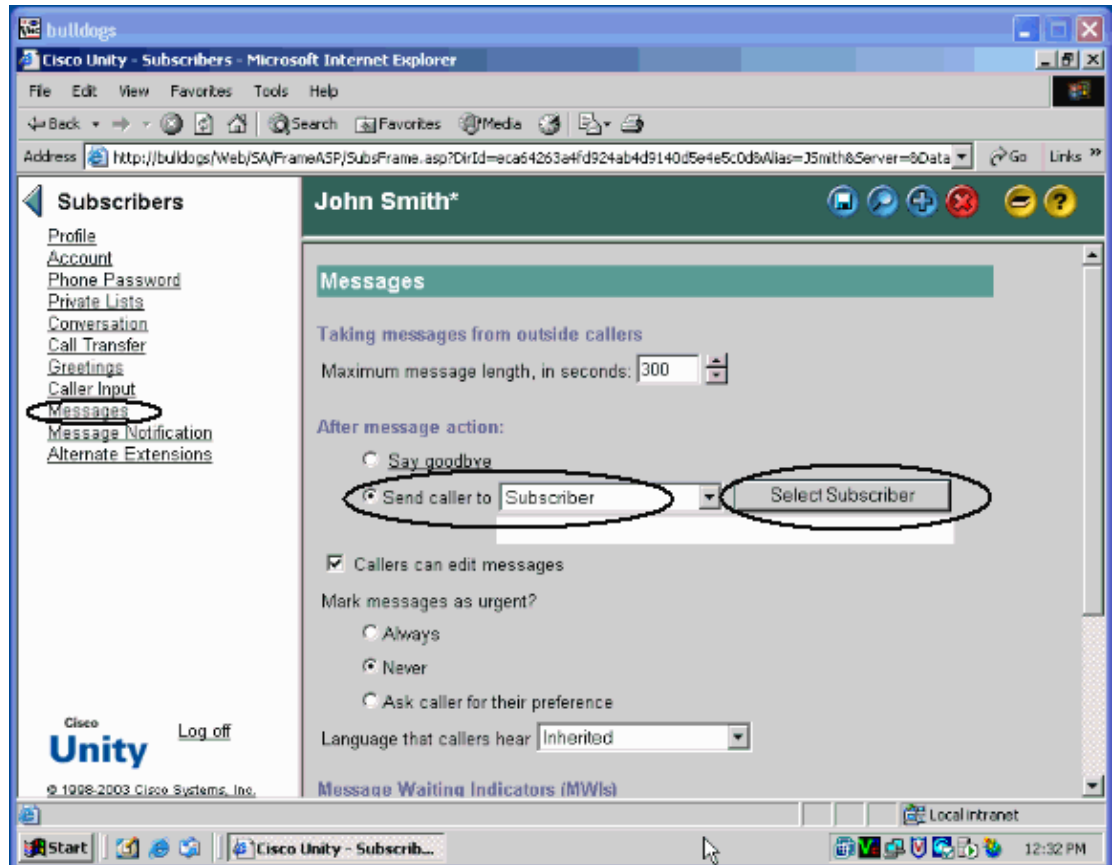 bulldogs
Cisco Unity - Subscribers - Microsoft Internet Explorer
File Edit View Favorites Tools Help
Back Search Favorites Media
Address http://bulldogs/Web/SA/FrameASP/SubsFrame.asp?DirId=eca64263a4fd924ab4d9140d5e4e5c0d&Alias=JSmith&Server=&Data Go Links »
Subscribers
Profile
Account
Phone Password
Private Lists
Conversation
Call Transfer
Greetings
Caller Input
Messages
Message Notification
Alternate Extensions
Cisco
Unity
Log off
© 1998-2003 Cisco Systems, Inc.
John Smith*
Messages
Taking messages from outside callers
Maximum message length, in seconds: 300
After message action:
Say goodbye
Send caller to Subscriber Select Subscriber
Callers can edit messages
Mark messages as urgent?
Always
Never
Ask caller for their preference
Language that callers hear Inherited
Message Waiting Indicators (MWIs)
Local intranet
Start Cisco Unity - Subscrib... 12:32 PM